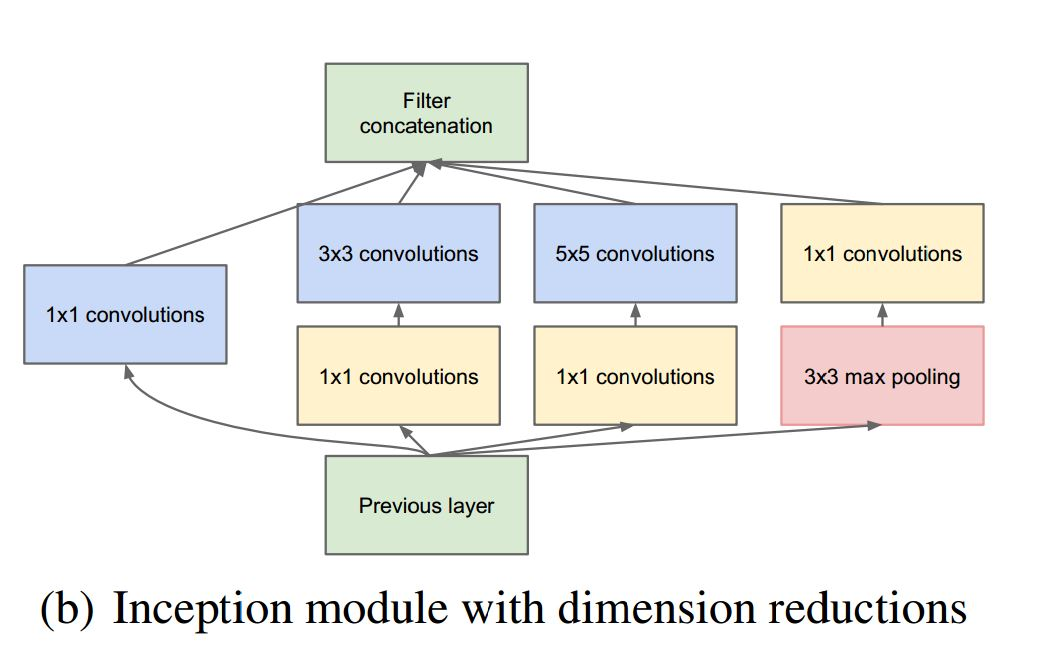 Filter
concatenation
3x3 convolutions
5x5 convolutions
1x1 convolutions
1x1 convolutions
1x1 convolutions
1x1 convolutions
3x3 max pooling
Previous layer
(b) Inception module with dimension reductions